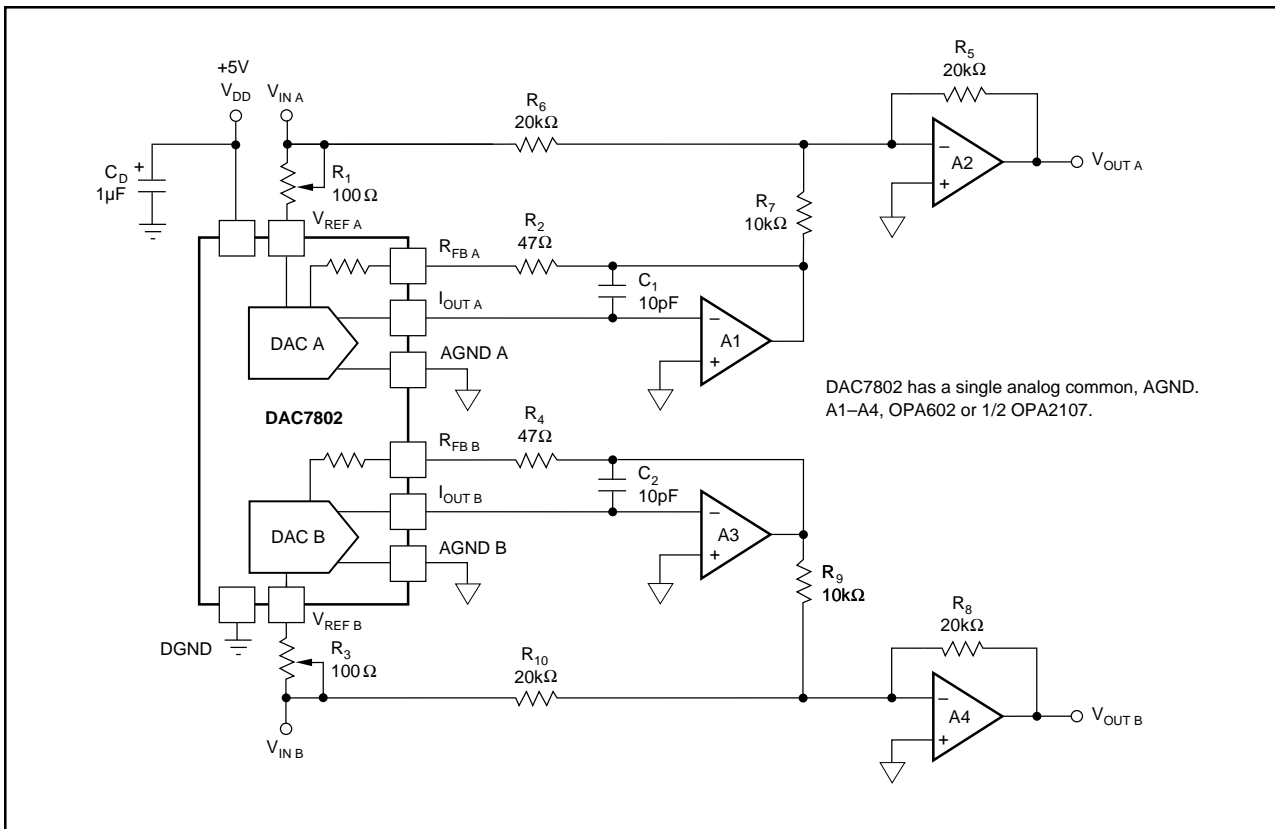 +5V
V_DD
V_IN A
C_D
+
1µF
R_1
100Ω
V_REF A
R_6
20kΩ
R_5
20kΩ
−
A2
+
V_OUT A
R_7
10kΩ
R_FB A
R_2
47Ω
C_1
10pF
I_OUT A
−
A1
+
DAC A
AGND A
DAC7802
DAC7802 has a single analog common, AGND.
A1–A4, OPA602 or 1/2 OPA2107.
R_FB B
R_4
47Ω
C_2
10pF
I_OUT B
−
A3
+
DAC B
AGND B
R_9
10kΩ
V_REF B
DGND
R_3
100Ω
R_10
20kΩ
R_8
20kΩ
−
A4
+
V_OUT B
V_IN B